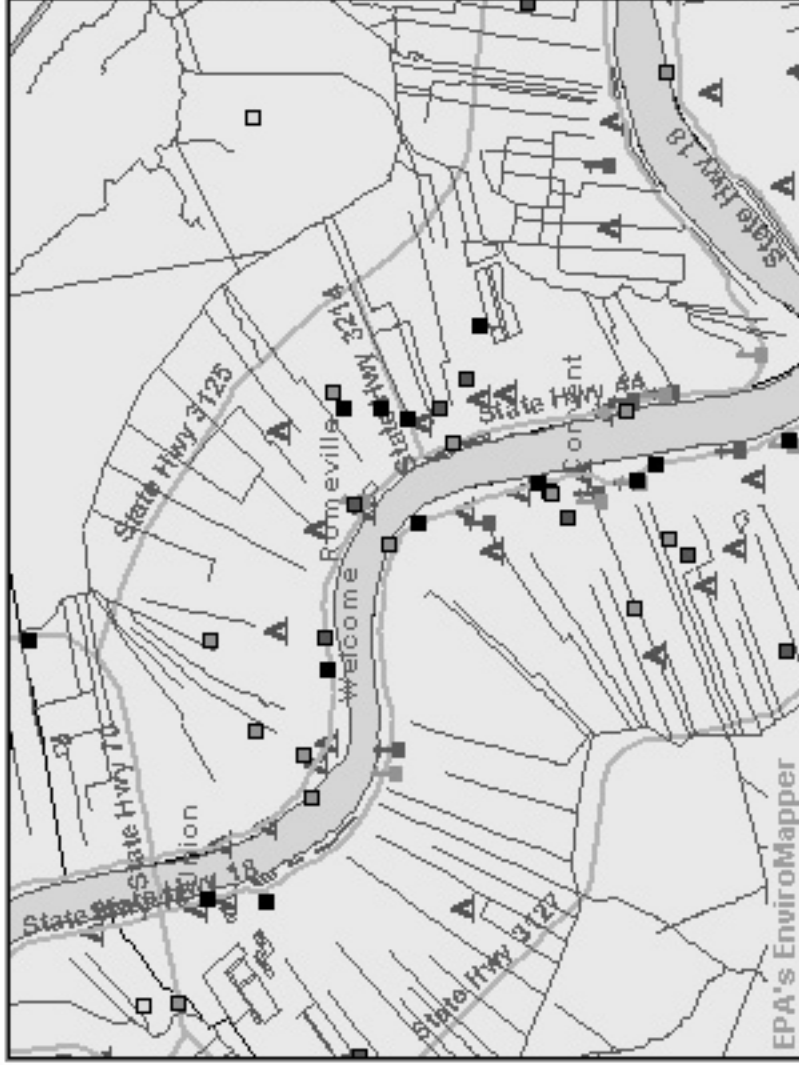 State Hwy 18
State Hwy 3214
State Hwy 3125
State Hwy 44
Convent
Romeville
Welcome
State Hwy 70
Union
State Hwy 18
State Hwy 3127
EPA's EnviroMapper